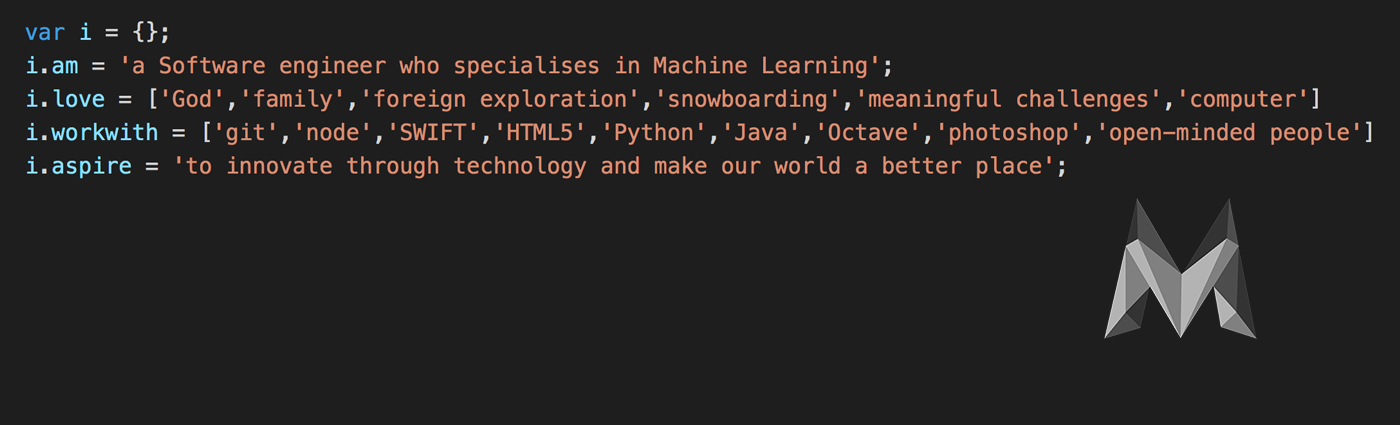 var i = {};
i.am = 'a Software engineer who specialises in Machine Learning';
i.love = ['God','family','foreign exploration','snowboarding','meaningful challenges','computer']
i.workwith = ['git','node','SWIFT','HTML5','Python','Java','Octave','photoshop','open-minded people']
i.aspire = 'to innovate through technology and make our world a better place';